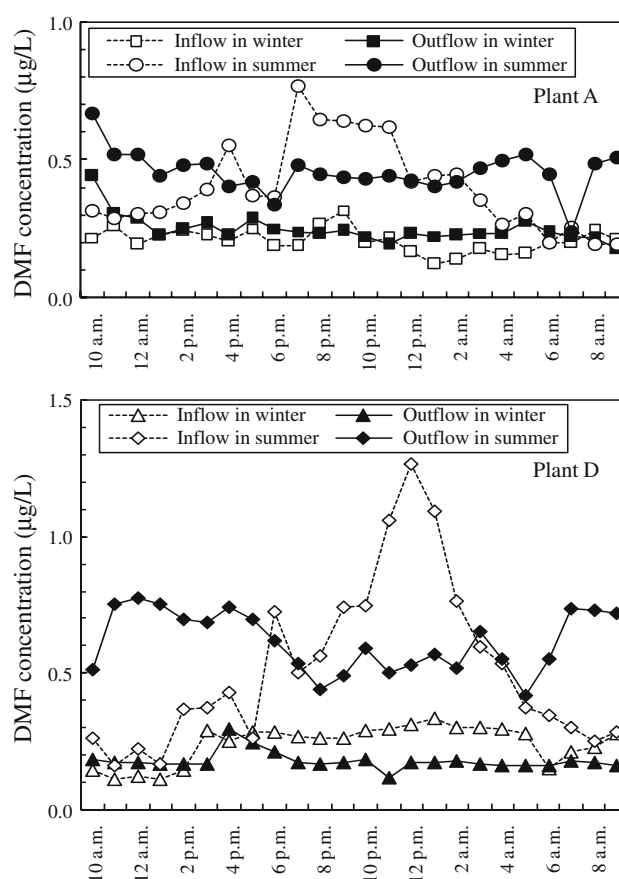 1.0
Inflow in winter Outflow in winter
Inflow in summer Outflow in summer
Plant A
0.5
0.0
DMF concentration (µg/L)
10 a.m. 12 a.m. 2 p.m. 4 p.m. 6 p.m. 8 p.m. 10 p.m. 12 p.m. 2 a.m. 4 a.m. 6 a.m. 8 a.m.
1.5
Inflow in winter Outflow in winter
Inflow in summer Outflow in summer
Plant D
1.0
0.5
0.0
DMF concentration (µg/L)
10 a.m. 12 a.m. 2 p.m. 4 p.m. 6 p.m. 8 p.m. 10 p.m. 12 p.m. 2 a.m. 4 a.m. 6 a.m. 8 a.m.